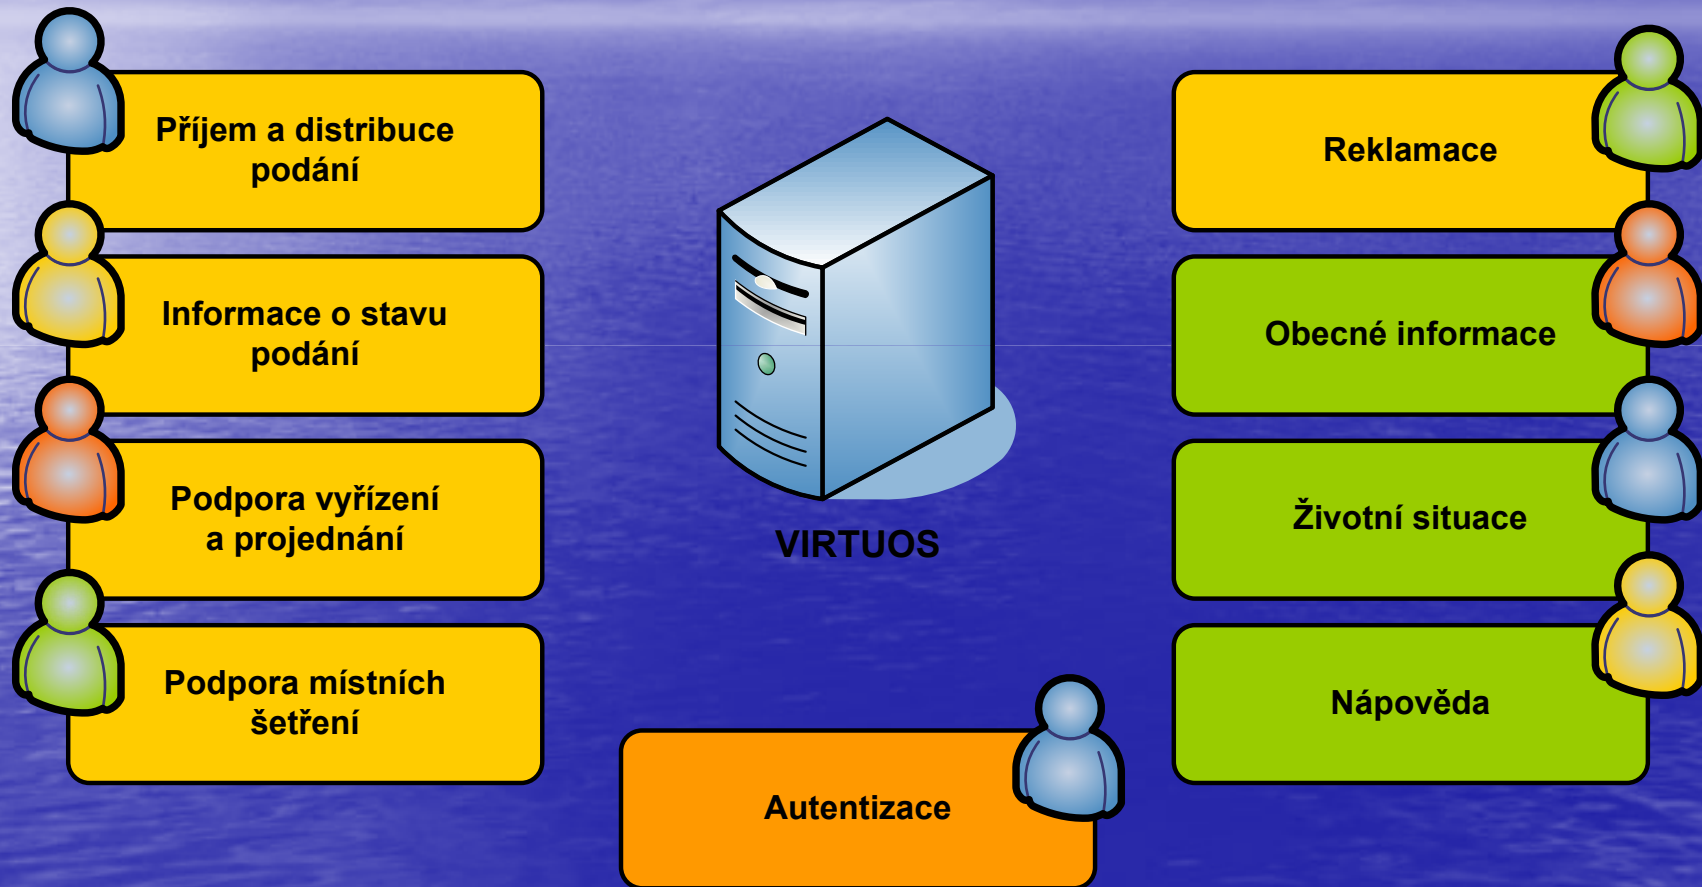 Příjem a distribuce
podání
Informace o stavu
podání
Podpora vyřízení
a projednání
Podpora místních
šetření
VIRTUOS
Autentizace
Reklamace
Obecné informace
Životní situace
Nápověda